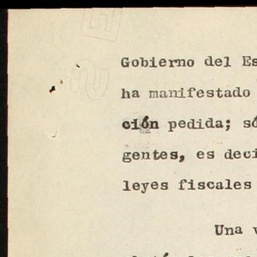 Gobierno del Es
ha manifestado
ción pedida; só
gentes, es deci
leyes fiscales
Una v